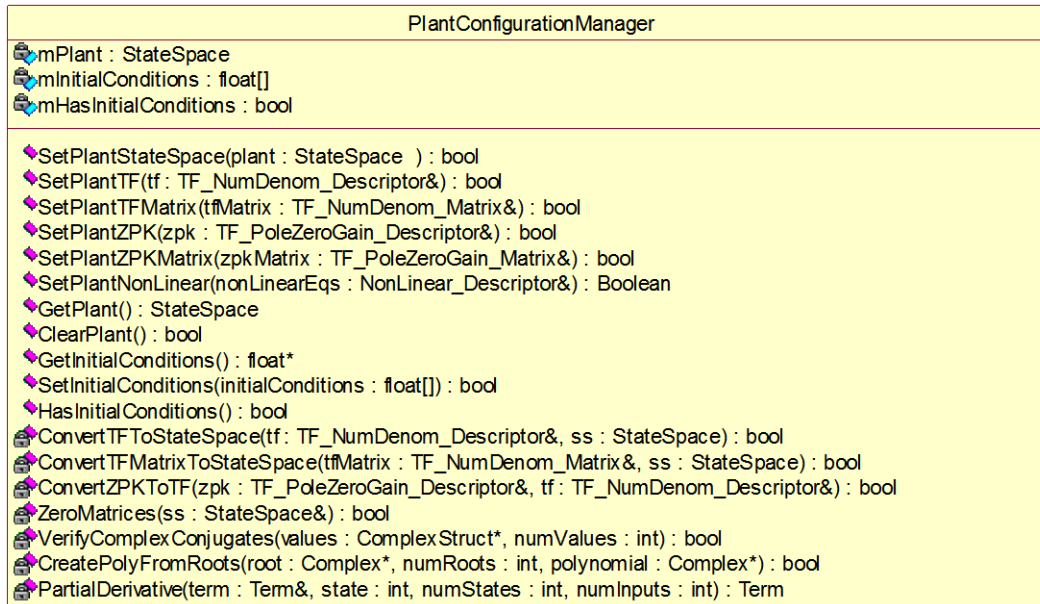 PlantConfigurationManager
mPlant : StateSpace
mInitialConditions : float[]
mHasInitialConditions : bool
SetPlantStateSpace(plant : StateSpace ) : bool
SetPlantTF(tf : TF_NumDenom_Descriptor&) : bool
SetPlantTFMatrix(tfMatrix : TF_NumDenom_Matrix&) : bool
SetPlantZPK(zpk : TF_PoleZeroGain_Descriptor&) : bool
SetPlantZPKMatrix(zpkMatrix : TF_PoleZeroGain_Matrix&) : bool
SetPlantNonLinear(nonLinearEqs : NonLinear_Descriptor&) : Boolean
GetPlant() : StateSpace
ClearPlant() : bool
GetInitialConditions() : float*
SetInitialConditions(initialConditions : float[]) : bool
HasInitialConditions() : bool
ConvertTFToStateSpace(tf : TF_NumDenom_Descriptor&, ss : StateSpace) : bool
ConvertTFMatrixToStateSpace(tfMatrix : TF_NumDenom_Matrix&, ss : StateSpace) : bool
ConvertZPKToTF(zpk : TF_PoleZeroGain_Descriptor&, tf : TF_NumDenom_Descriptor&) : bool
ZeroMatrices(ss : StateSpace&) : bool
VerifyComplexConjugates(values : ComplexStruct*, numValues : int) : bool
CreatePolyFromRoots(root : Complex*, numRoots : int, polynomial : Complex*) : bool
PartialDerivative(term : Term&, state : int, numStates : int, numInputs : int) : Term